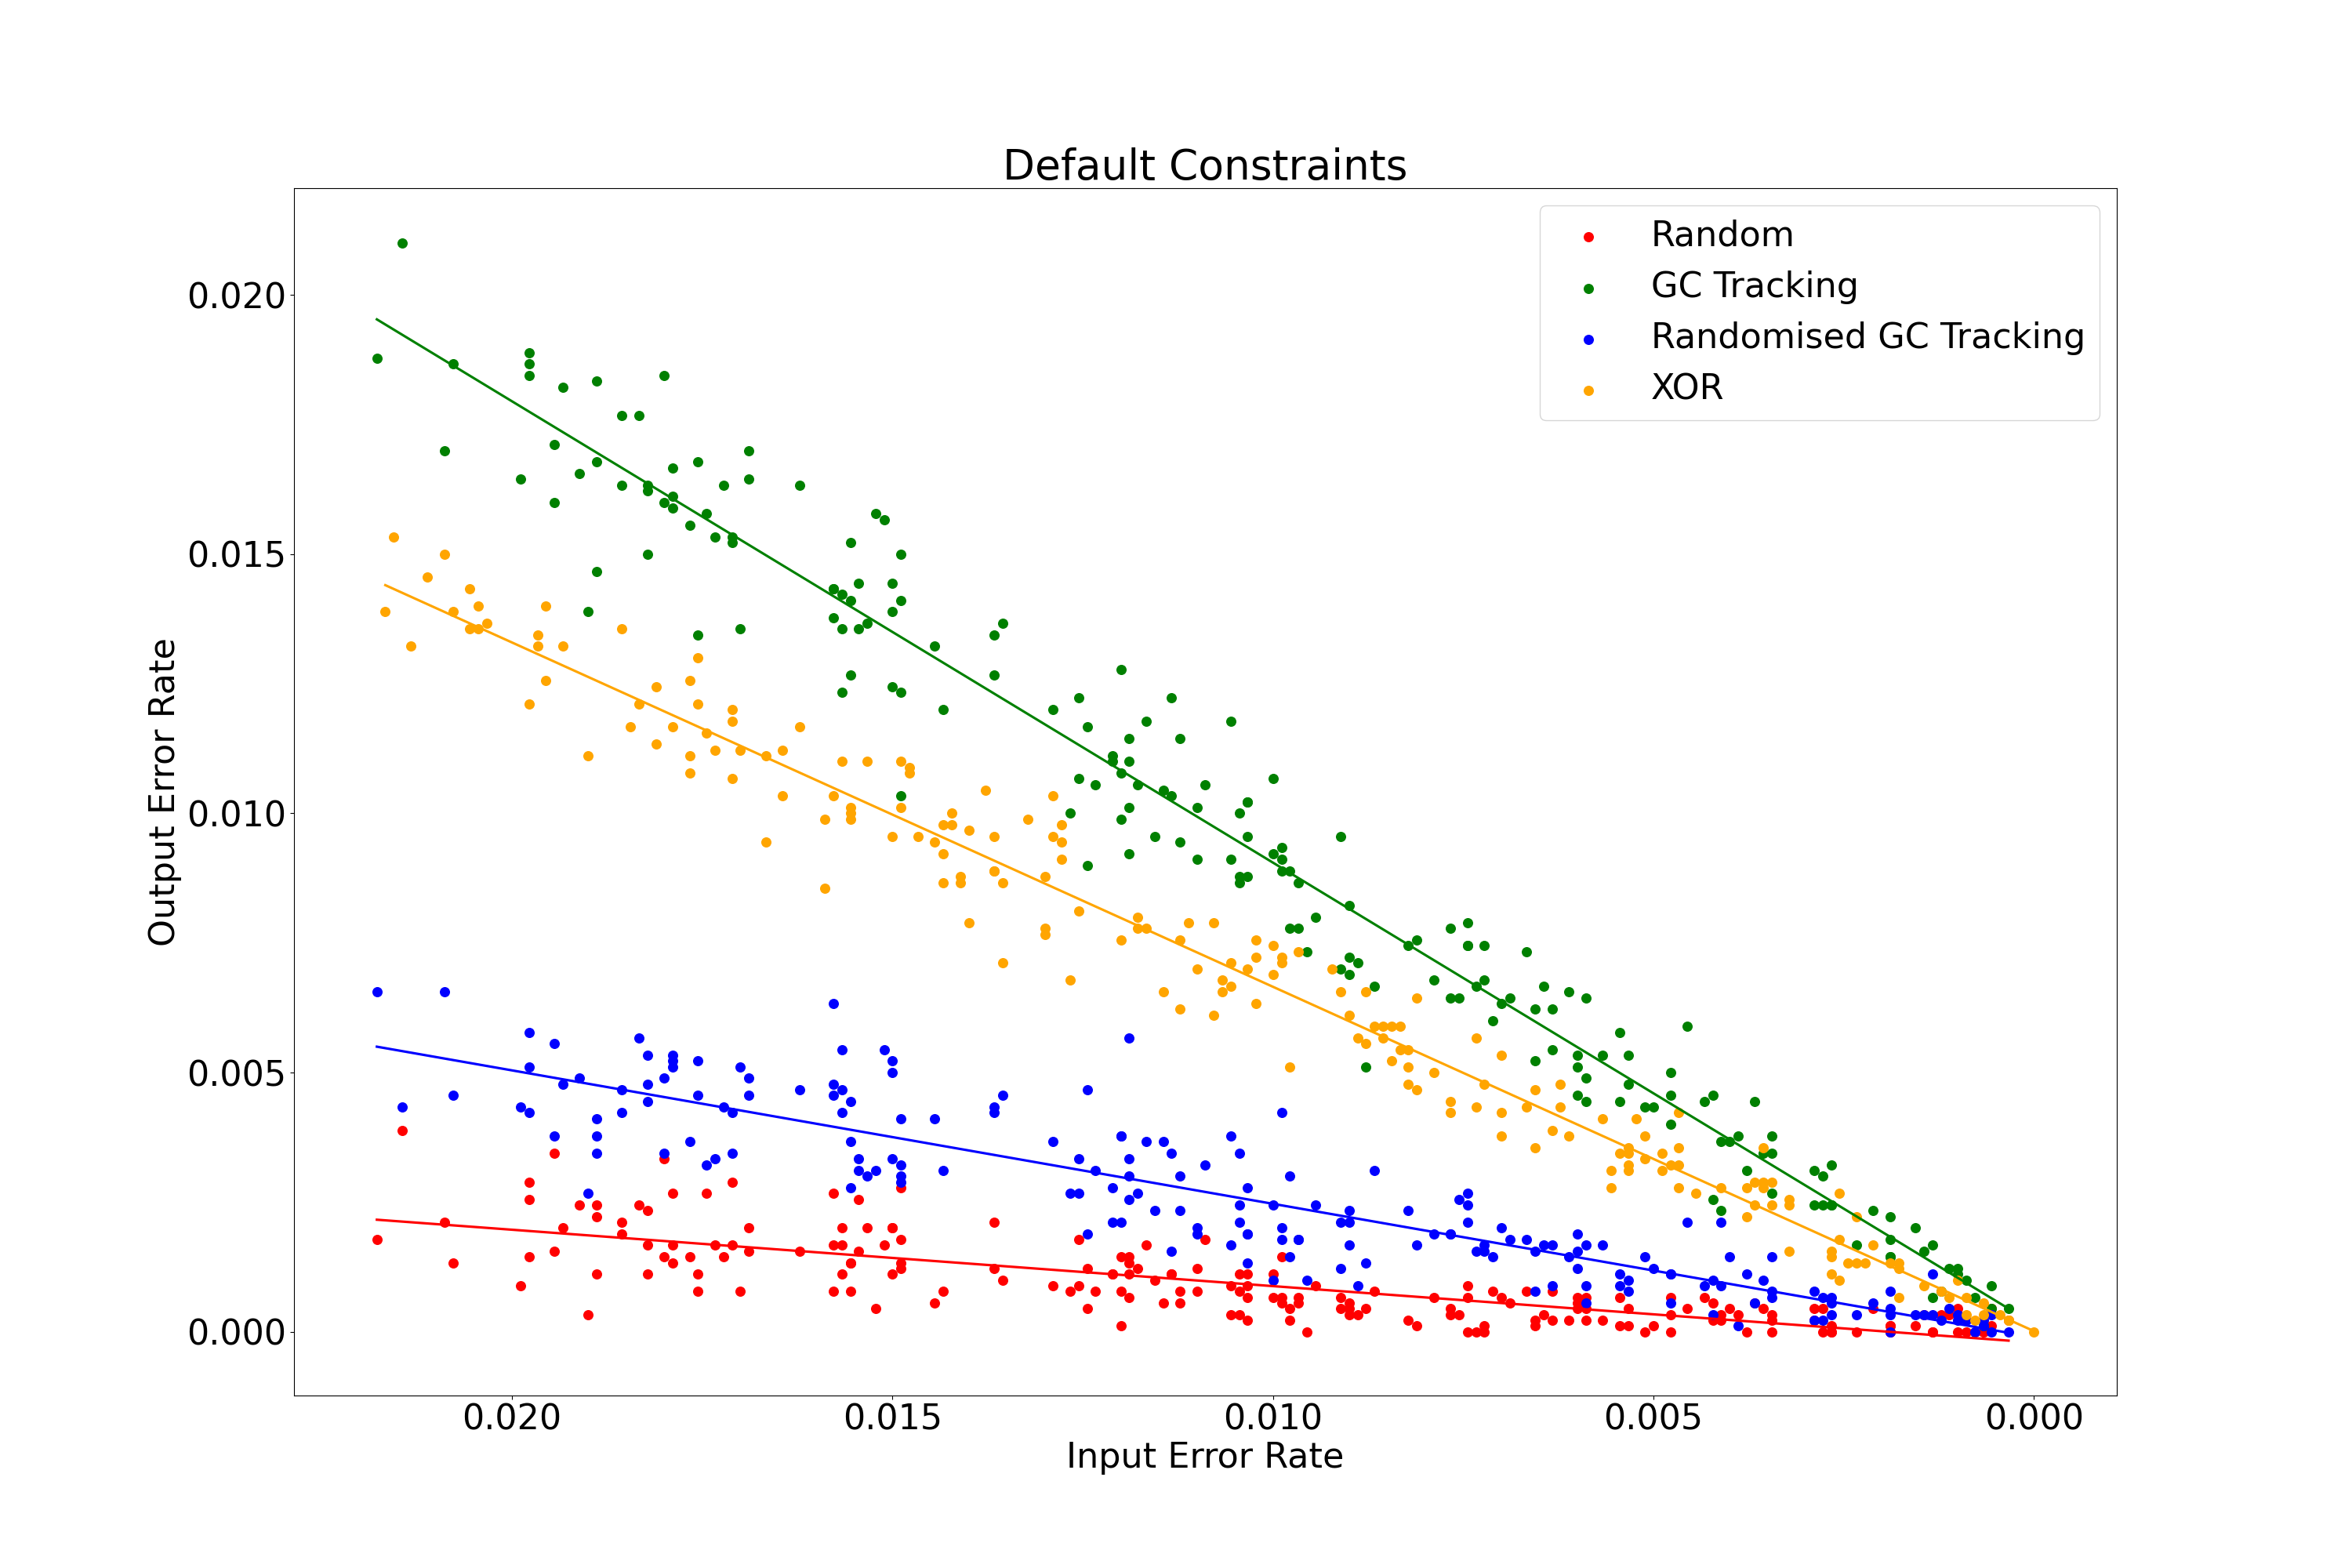 Default Constraints
Random
GC Tracking
Randomised GC Tracking
XOR
0.020
0.015
0.010
0.005
0.000
Output Error Rate
0.020
0.015
0.010
0.005
0.000
Input Error Rate